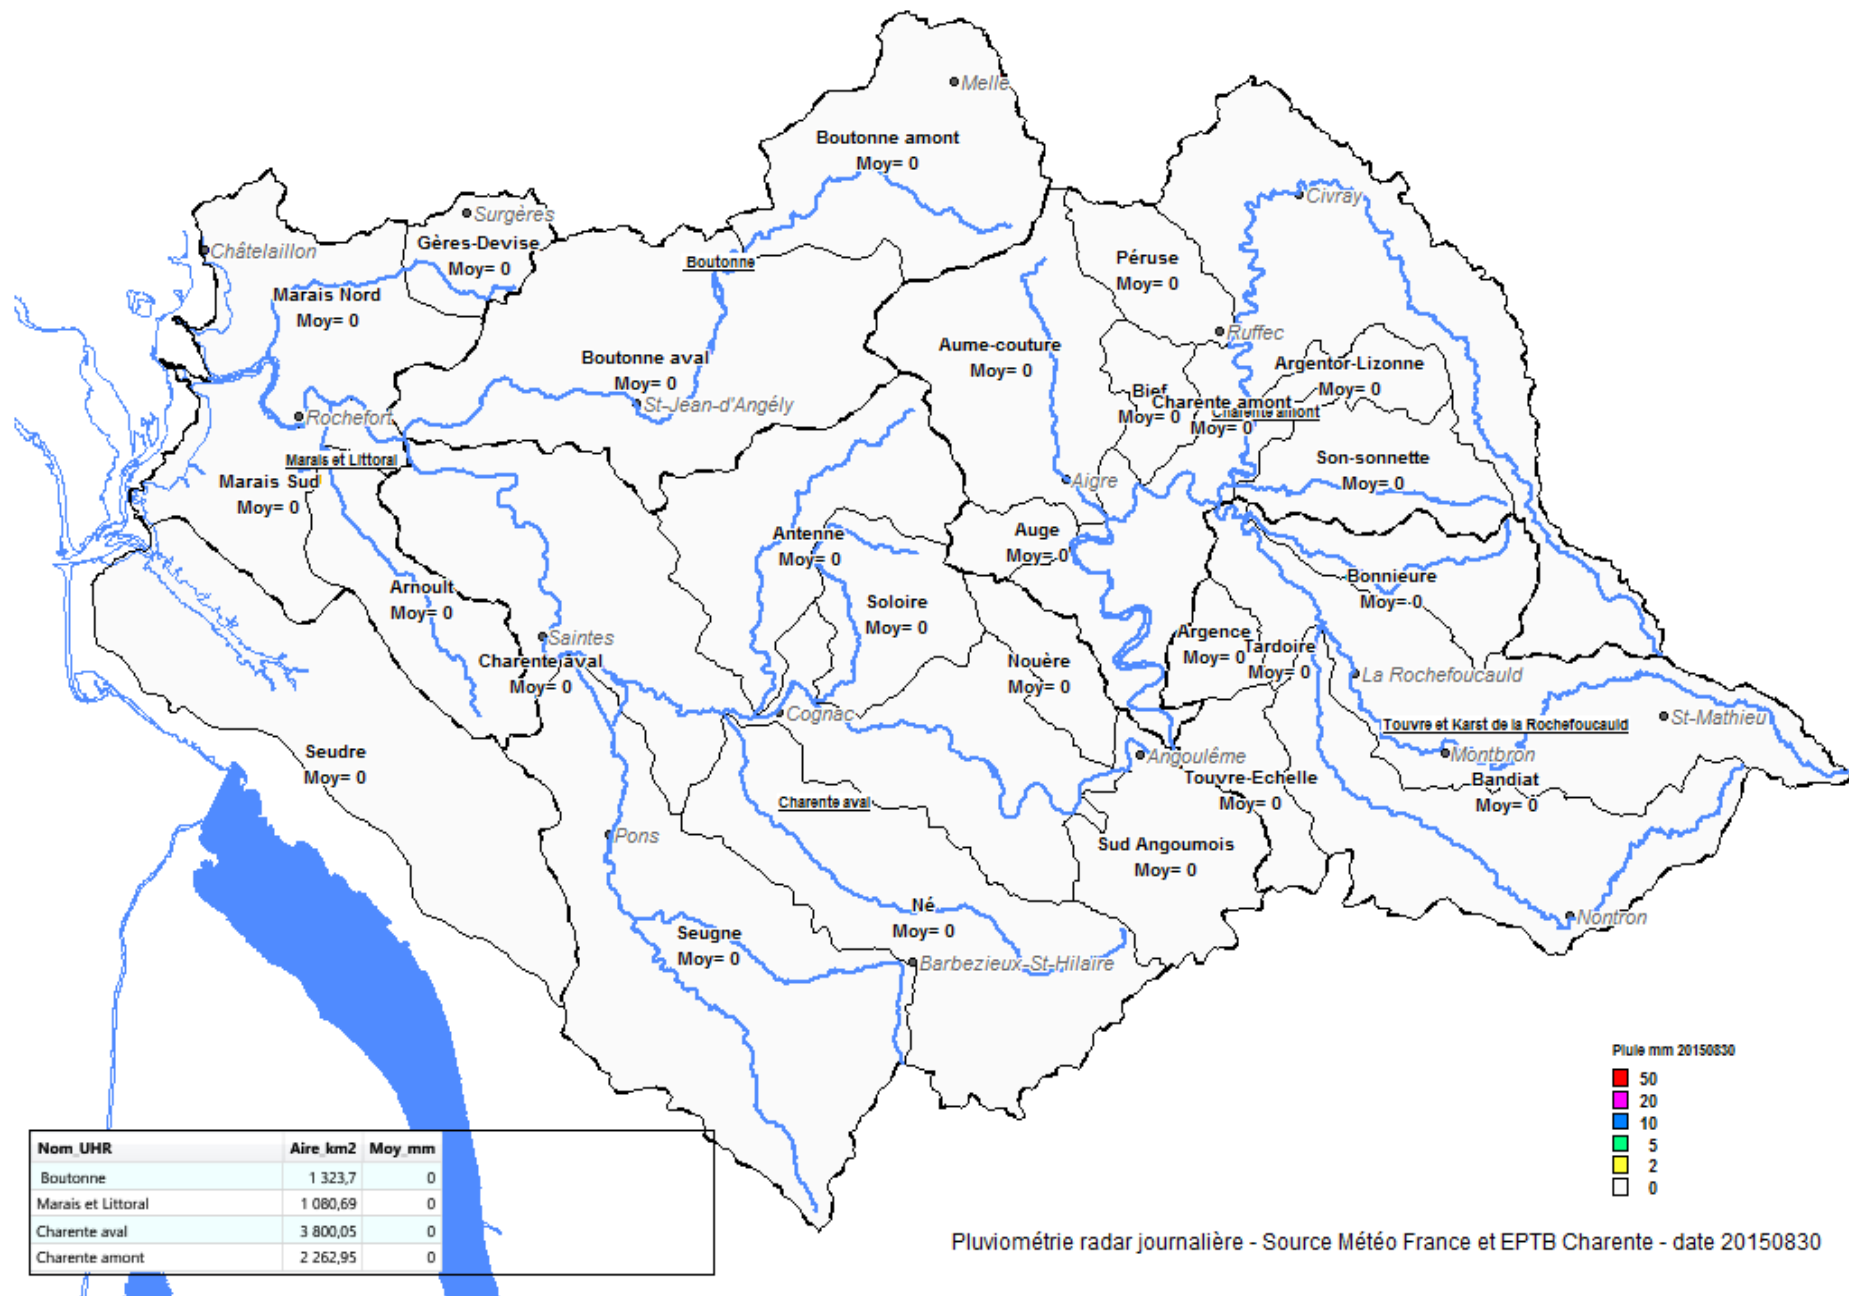 Melle
Boutonne amont
Moy= 0
Civray
Surgères
Châtelaillon
Gères-Devise
Moy= 0
Boutonne
Péruse
Moy= 0
Marais Nord
Moy= 0
Ruffec
Aume-couture
Moy= 0
Boutonne aval
Moy= 0
Argentor-Lizonne
Moy= 0
Bief
Moy= 0
Charente amont
Moy= 0
Charente amont
St-Jean-d'Angély
Rochefort
Marais et Littoral
Marais Sud
Moy= 0
Son-sonnette
Moy= 0
Aigre
Auge
Moy= 0
Antenne
Moy= 0
Bonnieure
Moy= 0
Arnoult
Moy= 0
Soloire
Moy= 0
Saintes
Charente aval
Moy= 0
Argence
Moy= 0
Tardoire
Moy= 0
Nouère
Moy= 0
La Rochefoucauld
Cognac
St-Mathieu
Touvre et Karst de la Rochefoucauld
Seudre
Moy= 0
Angoulême
Montbron
Touvre-Echelle
Moy= 0
Bandiat
Moy= 0
Charente aval
Pons
Sud Angoumois
Moy= 0
Né
Moy= 0
Nontron
Seugne
Moy= 0
Barbezieux-St-Hilaire
Pluie mm 20150830
50
20
10
5
2
0
Nom_UHR Aire_km2 Moy_mm
Boutonne 1 323,7 0
Marais et Littoral 1 080,69 0
Charente aval 3 800,05 0
Charente amont 2 262,95 0
Pluviométrie radar journalière - Source Météo France et EPTB Charente - date 20150830